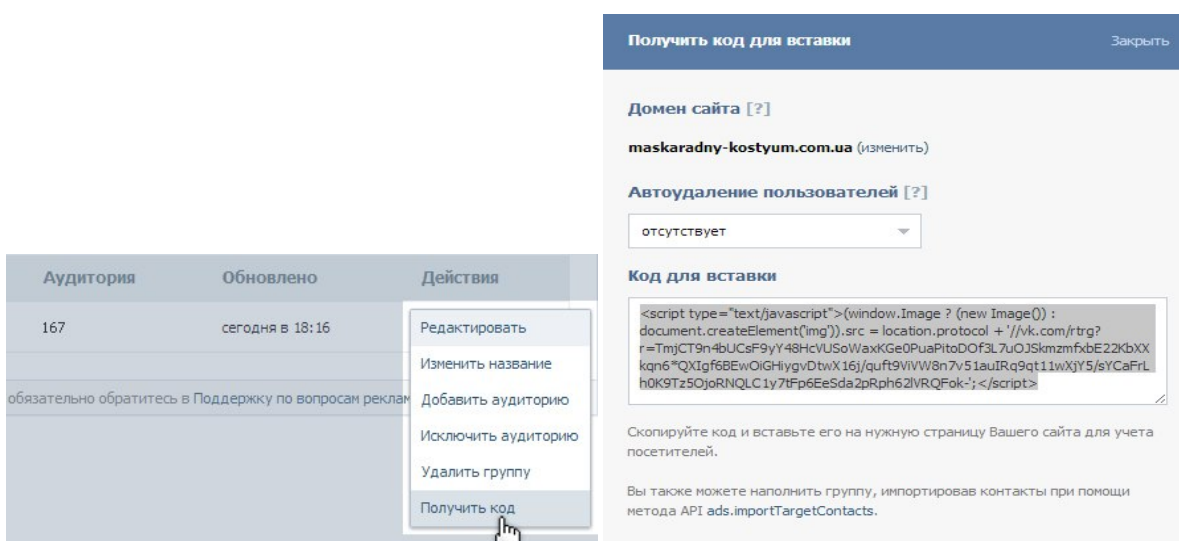 Аудитория Обновлено Действия
167 сегодня в 18:16
обязательно обратитесь в Поддержку по вопросам реклам
Редактировать
Изменить название
Добавить аудиторию
Исключить аудиторию
Удалить группу
Получить код
Получить код для вставки Закрыть
Домен сайта [?]
maskaradny-kostyum.com.ua (изменить)
Автоудаление пользователей [?]
отсутствует
Код для вставки
<script type="text/javascript">(window.Image ? (new Image()) :
document.createElement('img')).src = location.protocol + '//vk.com/rtrg?
r=TmjCT9n4bUCsF9yY48HcVUSoWaxKGe0PuaPitoDOf3L7uOJSkmzmfxbE22KbXX
kqn6*QXIgf6BEwOiGHiygvDtwX16j/quft9ViVW8n7v51auIRq9qt11wXjY5/sYCaFrL
h0K9Tz5OjoRNQLC1y7tFp6EeSda2pRph62lVRQFok-';</script>
Скопируйте код и вставьте его на нужную страницу Вашего сайта для учета
посетителей.
Вы также можете наполнить группу, импортировав контакты при помощи
метода API ads.importTargetContacts.